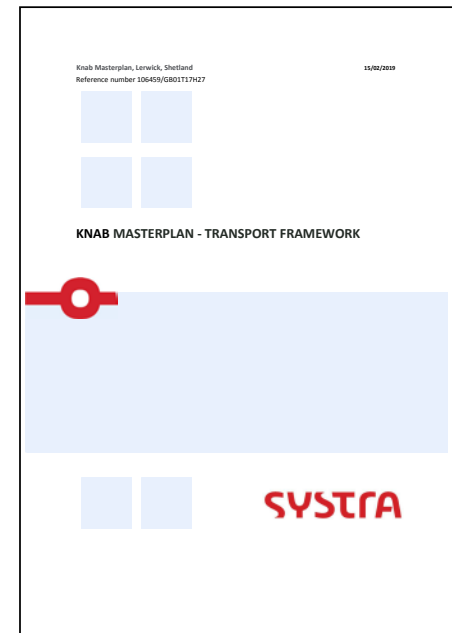 Knab Masterplan, Lerwick, Shetland 15/02/2019
Reference number 106459/GB01T17H27
KNAB MASTERPLAN - TRANSPORT FRAMEWORK
SYSTRA